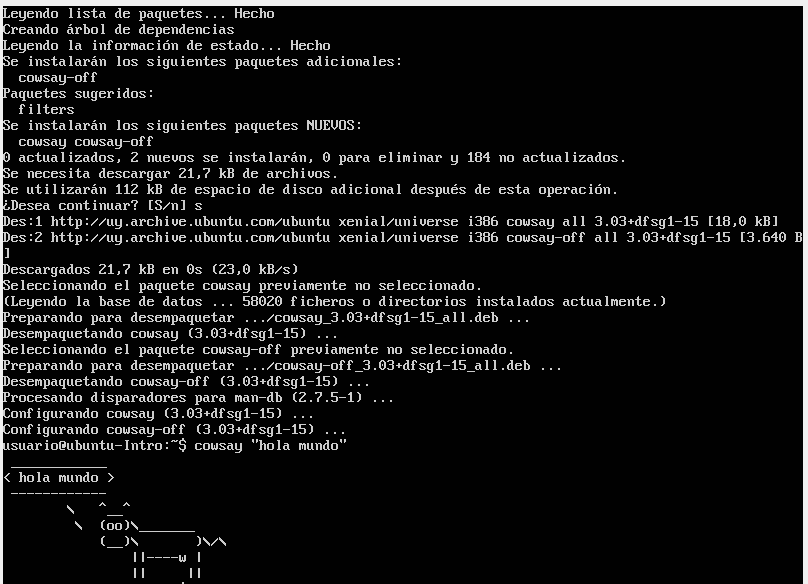 Leyendo lista de paquetes... Hecho
Creando árbol de dependencias
Leyendo la información de estado... Hecho
Se instalarán los siguientes paquetes adicionales:
  cowsay-off
Paquetes sugeridos:
  filters
Se instalarán los siguientes paquetes NUEVOS:
  cowsay cowsay-off
0 actualizados, 2 nuevos se instalarán, 0 para eliminar y 184 no actualizados.
Se necesita descargar 21,7 kB de archivos.
Se utilizarán 112 kB de espacio de disco adicional después de esta operación.
¿Desea continuar? [S/n] s
Des:1 http://uy.archive.ubuntu.com/ubuntu xenial/universe i386 cowsay all 3.03+dfsg1-15 [18,0 kB]
Des:2 http://uy.archive.ubuntu.com/ubuntu xenial/universe i386 cowsay-off all 3.03+dfsg1-15 [3.640 B
]
Descargados 21,7 kB en 0s (23,0 kB/s)
Seleccionando el paquete cowsay previamente no seleccionado.
(Leyendo la base de datos ... 58020 ficheros o directorios instalados actualmente.)
Preparando para desempaquetar .../cowsay_3.03+dfsg1-15_all.deb ...
Desempaquetando cowsay (3.03+dfsg1-15) ...
Seleccionando el paquete cowsay-off previamente no seleccionado.
Preparando para desempaquetar .../cowsay-off_3.03+dfsg1-15_all.deb ...
Desempaquetando cowsay-off (3.03+dfsg1-15) ...
Procesando disparadores para man-db (2.7.5-1) ...
Configurando cowsay (3.03+dfsg1-15) ...
Configurando cowsay-off (3.03+dfsg1-15) ...
usuario@ubuntu-Intro:~$ cowsay "hola mundo"
 ____________
< hola mundo >
 ------------
        \   ^__^
         \  (oo)\_______
            (__)\       )\/\
                ||----w |
                ||     ||